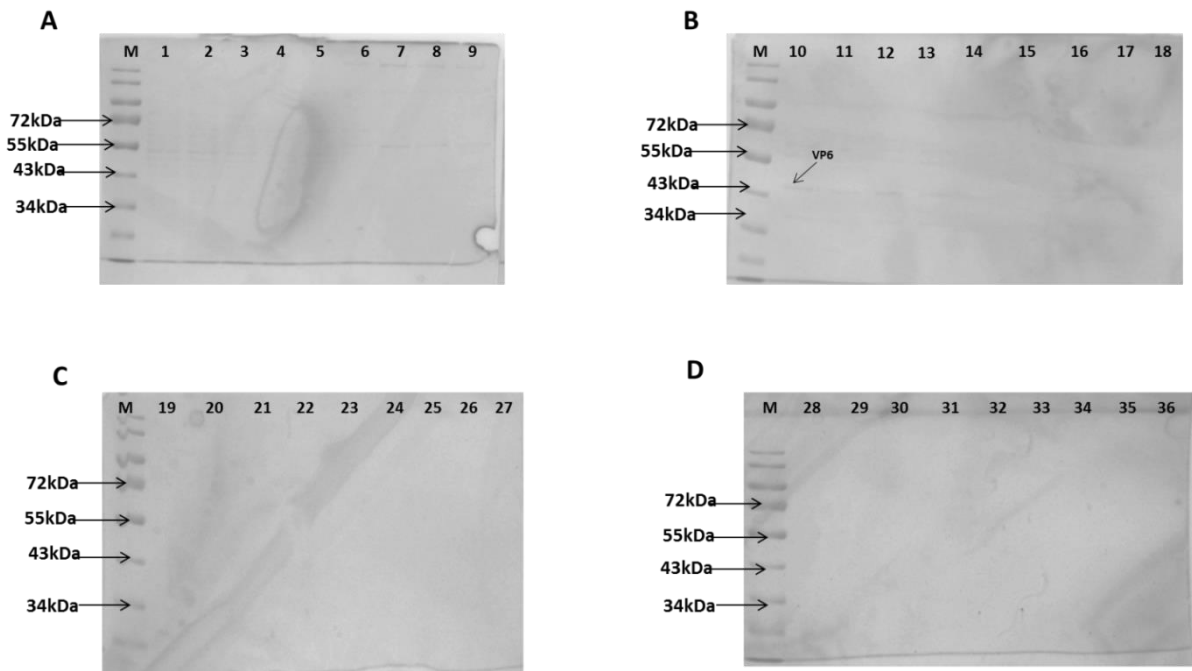 A
M 1 2 3 4 5 6 7 8 9
72kDa
55kDa
43kDa
34kDa
B
M 10 11 12 13 14 15 16 17 18
72kDa
55kDa
VP6
43kDa
34kDa
C
M 19 20 21 22 23 24 25 26 27
72kDa
55kDa
43kDa
34kDa
D
M 28 29 30 31 32 33 34 35 36
72kDa
55kDa
43kDa
34kDa